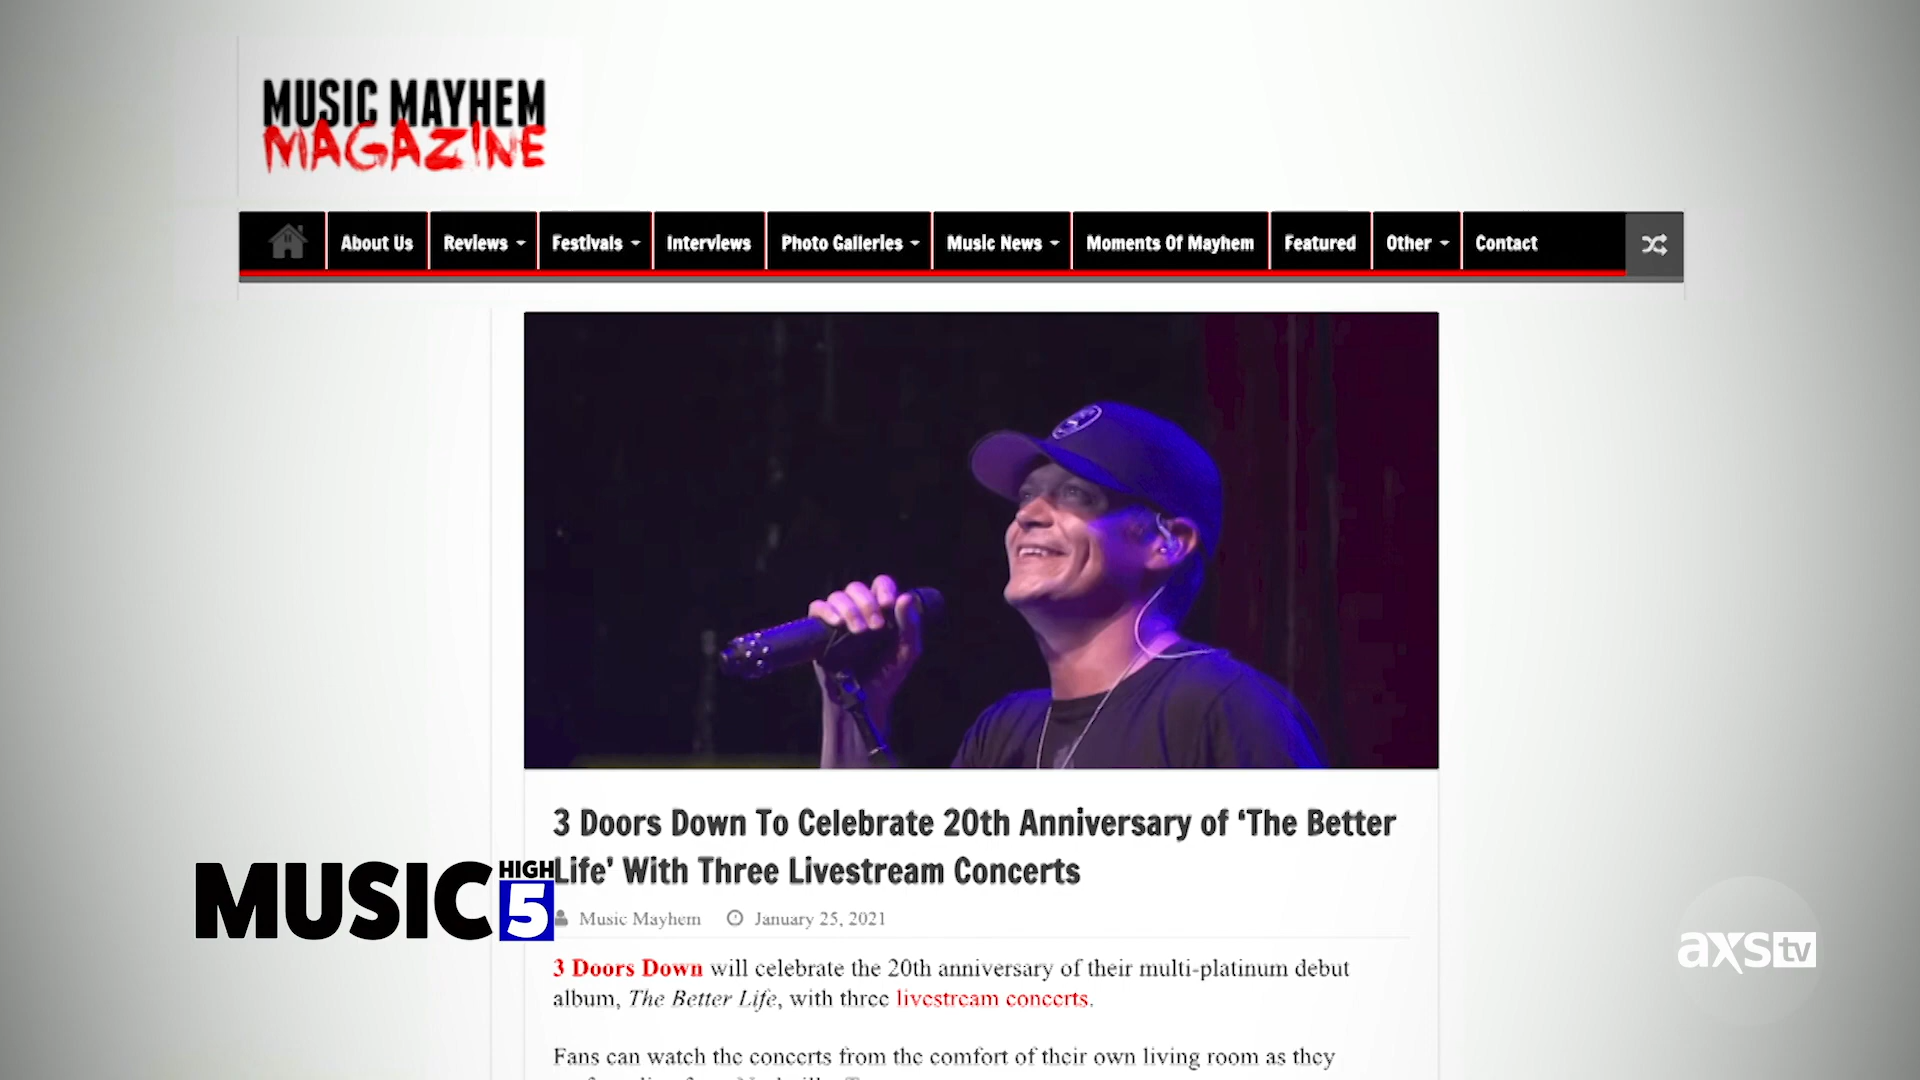 MUSIC MAYHEM
MAGAZINE
About Us Reviews Festivals Interviews Photo Galleries Music News Moments Of Mayhem Featured Other Contact
3 Doors Down To Celebrate 20th Anniversary of ‘The Better
Life’ With Three Livestream Concerts
MUSIC HIGH 5
Music Mayhem January 25, 2021
axstv
3 Doors Down will celebrate the 20th anniversary of their multi-platinum debut
album, The Better Life, with three livestream concerts.
Fans can watch the concerts from the comfort of their own living room as they